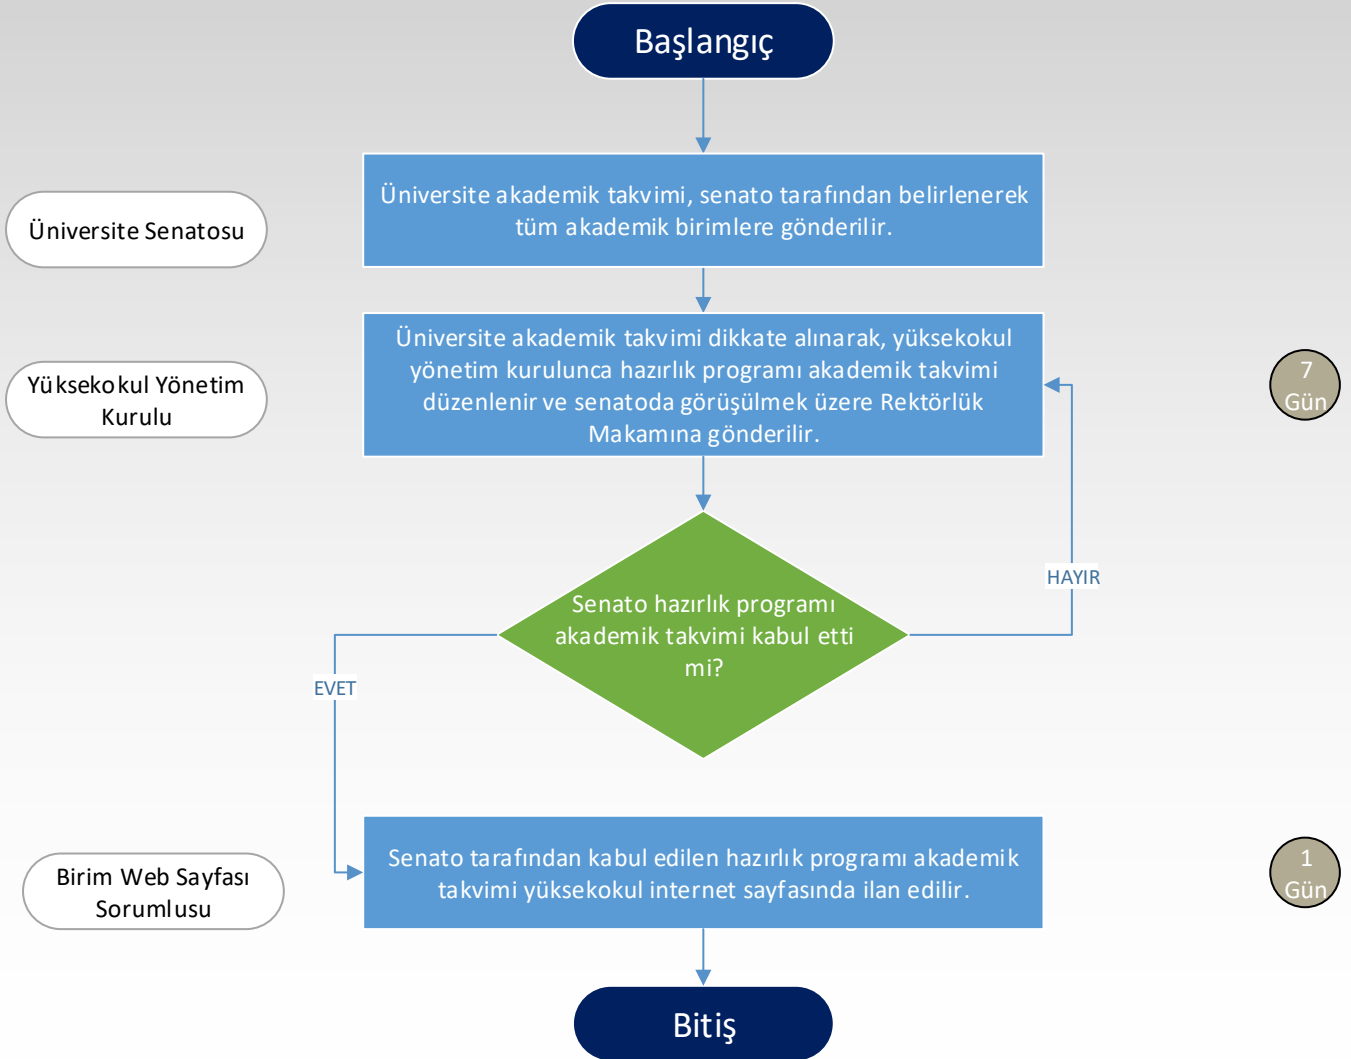 Başlangıç
Üniversite Senatosu
Üniversite akademik takvimi, senato tarafından belirlenerek
tüm akademik birimlere gönderilir.
Yüksekokul Yönetim
Kurulu
Üniversite akademik takvimi dikkate alınarak, yüksekokul
yönetim kurulunca hazırlık programı akademik takvimi
düzenlenir ve senatoda görüşülmek üzere Rektörlük
Makamına gönderilir.
7
Gün
HAYIR
Senato hazırlık programı
akademik takvimi kabul etti
mi?
EVET
Birim Web Sayfası
Sorumlusu
Senato tarafından kabul edilen hazırlık programı akademik
takvimi yüksekokul internet sayfasında ilan edilir.
1
Gün
Bitiş